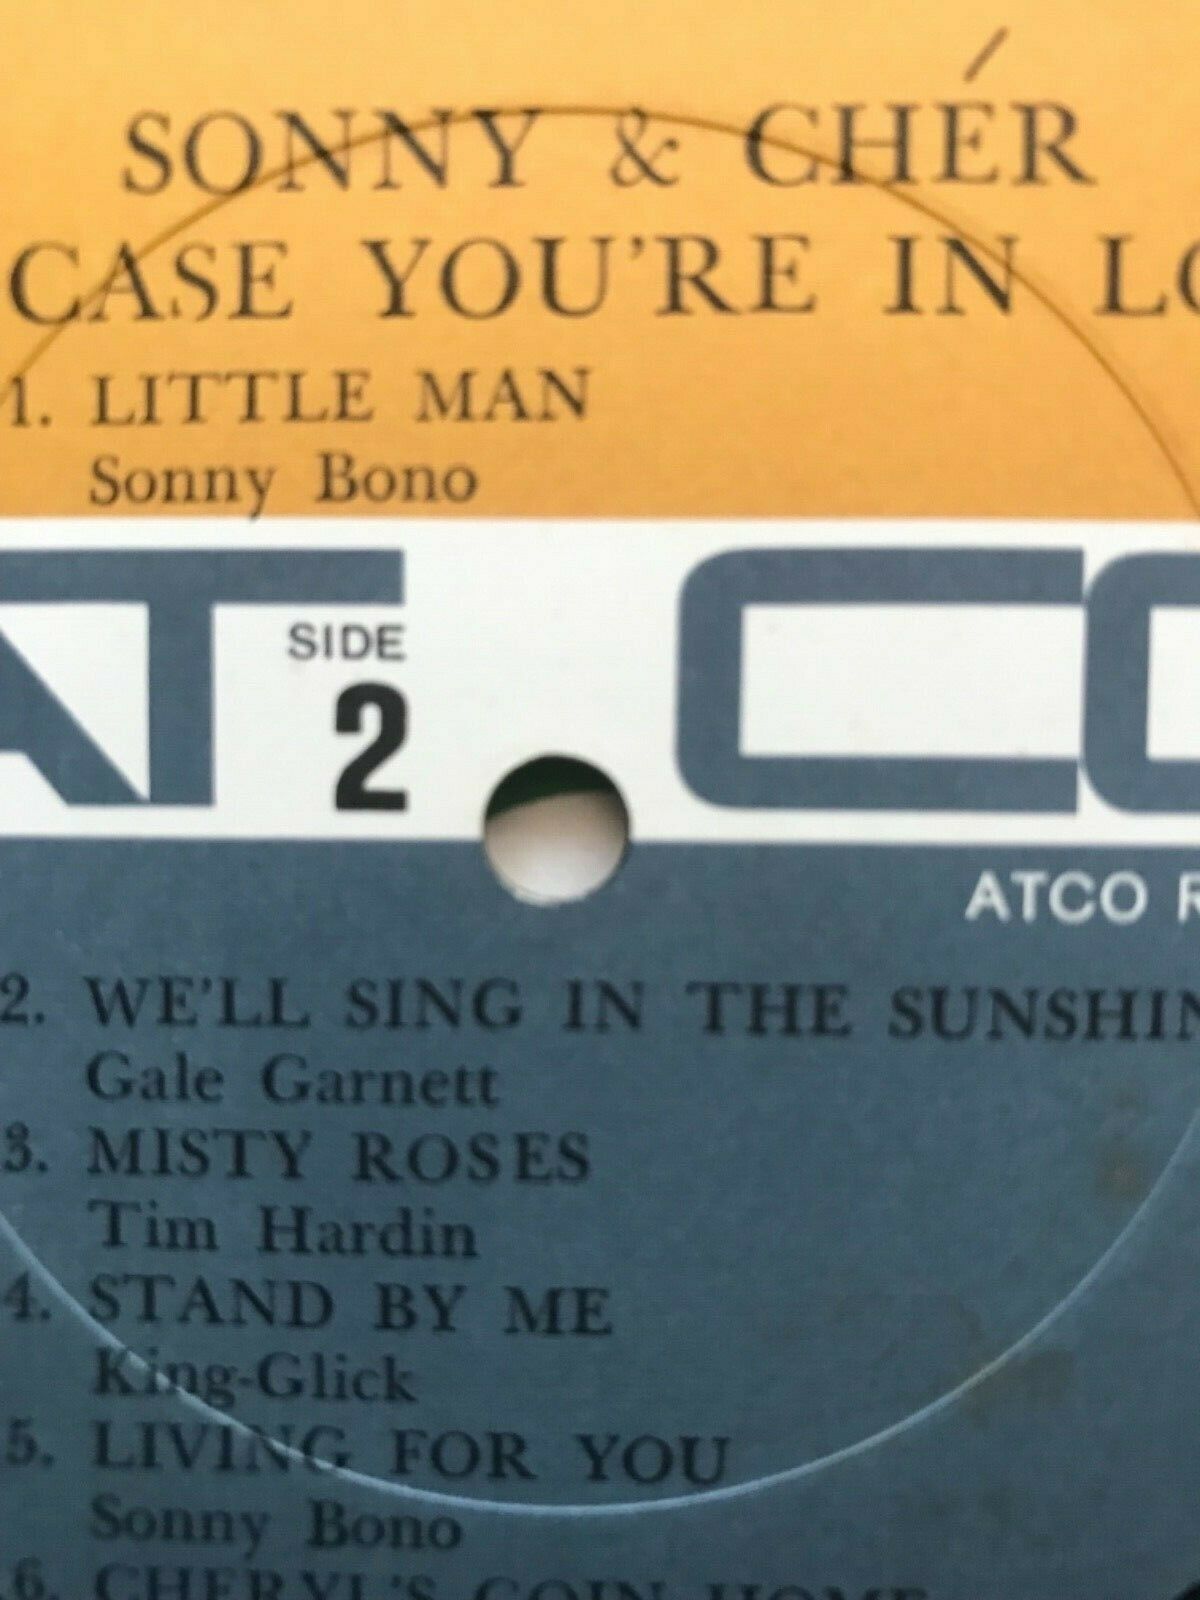 SONNY & CHÉR
CASE YOU'RE IN LO
1. LITTLE MAN
Sonny Bono
AT CO
SIDE
2
ATCO R
2. WE'LL SING IN THE SUNSHIN
Gale Garnett
3. MISTY ROSES
Tim Hardin
4. STAND BY ME
King-Glick
5. LIVING FOR YOU
Sonny Bono
6. CHERYL'S GOIN HOME